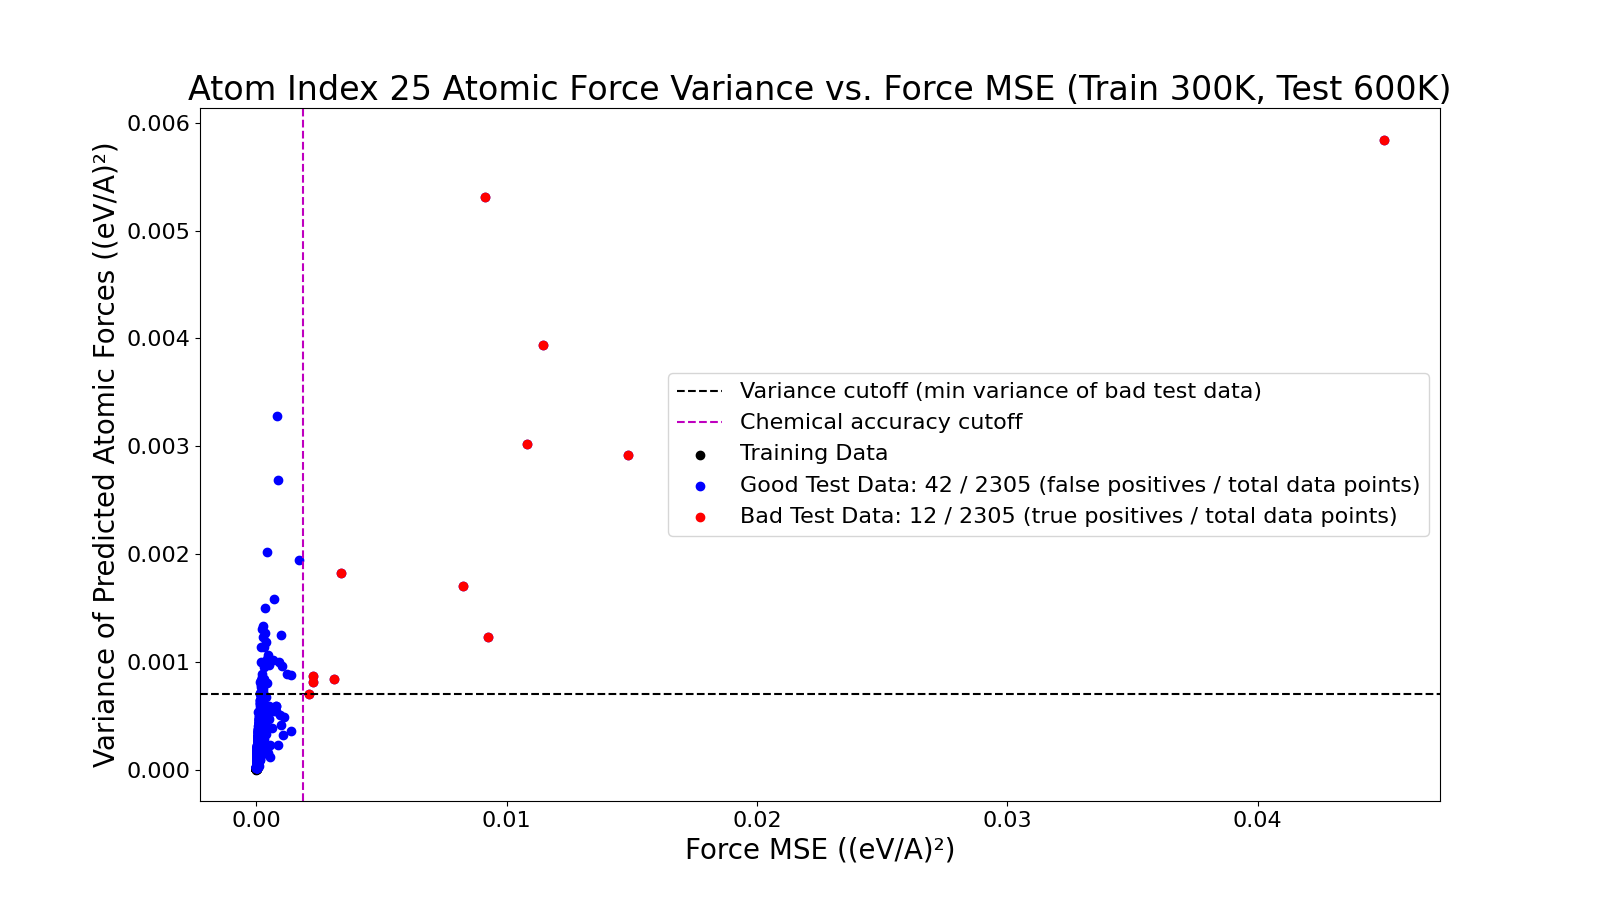 Atom Index 25 Atomic Force Variance vs. Force MSE (Train 300K, Test 600K)
Variance of Predicted Atomic Forces ((eV/A)²)
0.006
0.005
0.004
0.003
0.002
0.001
0.000
Variance cutoff (min variance of bad test data)
Chemical accuracy cutoff
Training Data
Good Test Data: 42 / 2305 (false positives / total data points)
Bad Test Data: 12 / 2305 (true positives / total data points)
0.00 0.01 0.02 0.03 0.04
Force MSE ((eV/A)²)